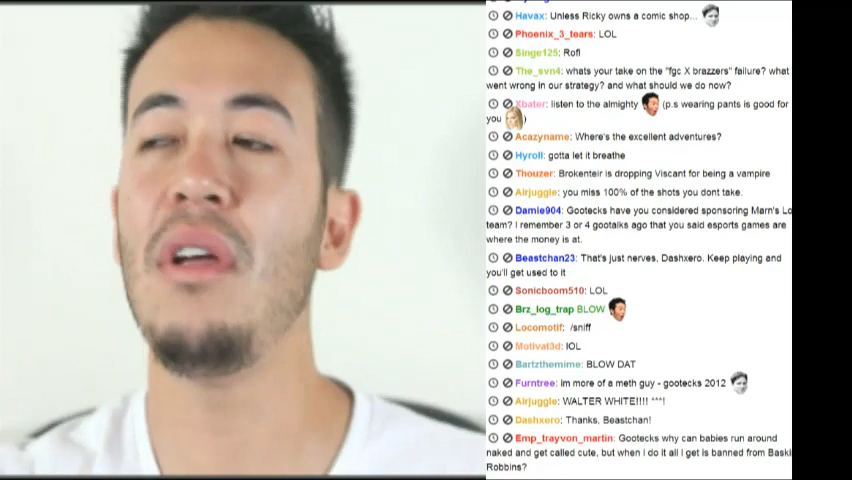 Havax: Unless Ricky owns a comic shop...
Phoenix_3_tears: LOL
Singe125: Rofl
The_svn4: whats your take on the "fgc X brazzers" failure? what
went wrong in our strategy? and what should we do now?
Xbater: listen to the almighty (p.s wearing pants is good for
you )
Acazyname: Where's the excellent adventures?
Hyroll: gotta let it breathe
Thouzer: Brokenteir is dropping Viscant for being a vampire
Airjuggle: you miss 100% of the shots you dont take.
Damie904: Gootecks have you considered sponsoring Marn's Lo
team? I remember 3 or 4 gootalks ago that you said esports games are
where the money is at.
Beastchan23: That's just nerves, Dashxero. Keep playing and
you'll get used to it
Sonicboom510: LOL
Brz_log_trap BLOW
Locomotif: /sniff
Motivat3d: lOL
Bartzthemime: BLOW DAT
Furntree: im more of a meth guy - gootecks 2012
Airjuggle: WALTER WHITE!!!! ^^^!
Dashxero: Thanks, Beastchan!
Emp_trayvon_martin: Gootecks why can babies run around
naked and get called cute, but when I do it all I get is banned from Baski
Robbins?